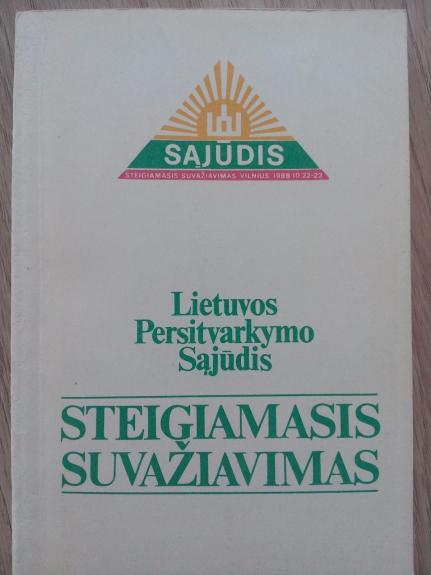 SĄJŪDIS
STEIGIAMASIS SUVAŽIAVIMAS VILNIUS 1988 10 22-23
Lietuvos
Persitvarkymo
Sąjūdis
STEIGIAMASIS
SUVAŽIAVIMAS